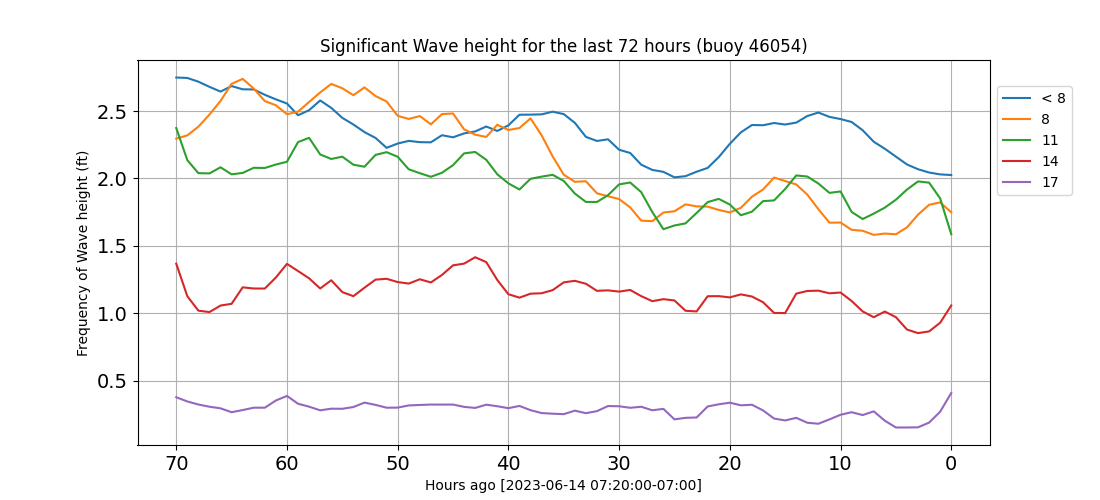 Significant Wave height for the last 72 hours (buoy 46054)
Frequency of Wave height (ft)
2.5
2.0
1.5
1.0
0.5
70 60 50 40 30 20 10 0
Hours ago [2023-06-14 07:20:00-07:00]
< 8
8
11
14
17